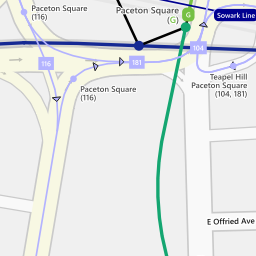 Paceton Square
(116)
Paceton Square
(G)
G
Sowark Line
104
116
181
Teapel Hill
Paceton Square
(104, 181)
Paceton Square
(116)
E Offried Ave